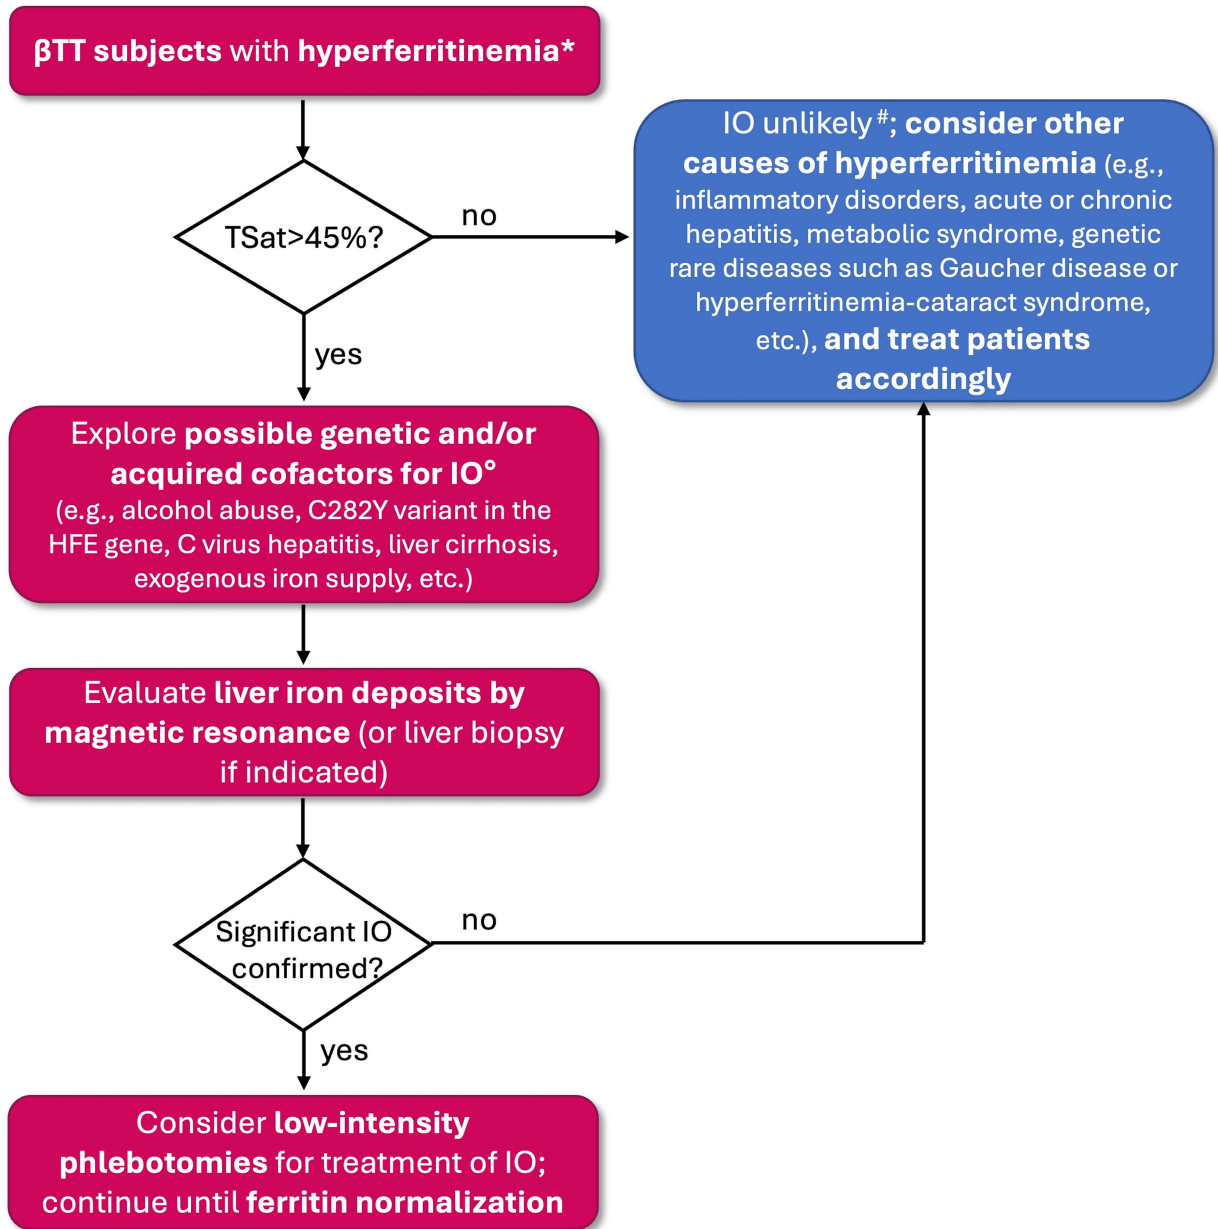 βTT subjects with hyperferritinemia*
TSat>45%?
no
IO unlikely#; consider other
causes of hyperferritinemia (e.g.,
inflammatory disorders, acute or chronic
hepatitis, metabolic syndrome, genetic
rare diseases such as Gaucher disease or
hyperferritinemia-cataract syndrome,
etc.), and treat patients
accordingly
yes
Explore possible genetic and/or
acquired cofactors for IO°
(e.g., alcohol abuse, C282Y variant in the
HFE gene, C virus hepatitis, liver cirrhosis,
exogenous iron supply, etc.)
Evaluate liver iron deposits by
magnetic resonance (or liver biopsy
if indicated)
Significant IO
confirmed?
no
yes
Consider low-intensity
phlebotomies for treatment of IO;
continue until ferritin normalization